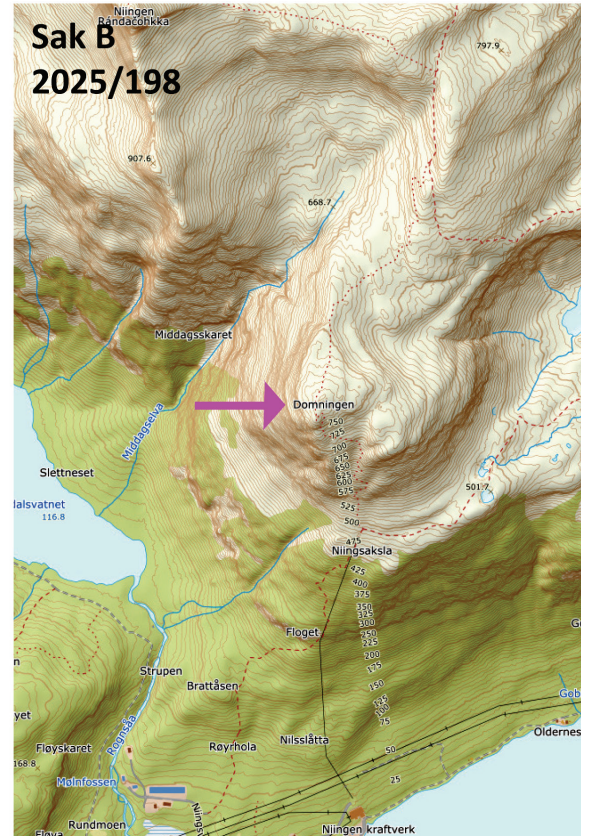 Niingen
Rándačohkka
Sak B
2025/198
797.9
907.6
668.7
Middagsskaret
Domningen
750
725
700
675
650
625
600
575
Middagselva
Slettneset
501.7
dalsvatnet
116.8
525
500
475
Niingsaksla
425
400
375
350
325
300
250
225
200
175
150
125
100
75
Floget
Strupen
Brattåsen
Gob
Oldernes
Rognsåa
Fløyskaret
Røyrhola
Nilsslåtta
50
25
168.8
Mølnfossen
Rundmoen
Niingen kraftverk